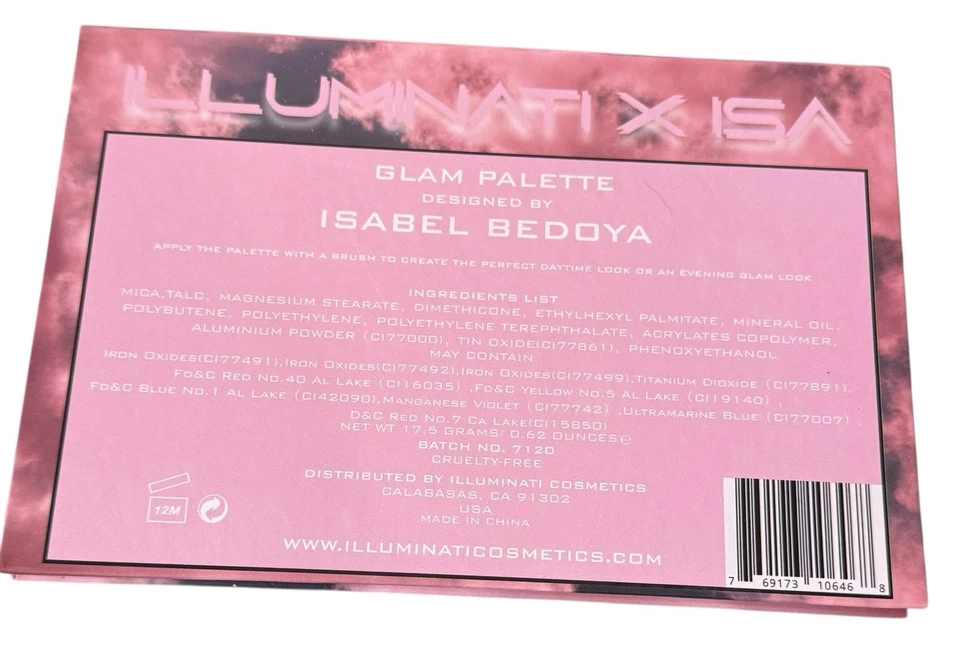 ILLUMINATI X ISA
GLAM PALETTE
DESIGNED BY
ISABEL BEDOYA
APPLY THE PALETTE WITH A BRUSH TO CREATE THE PERFECT DAYTIME LOOK OR AN EVENING GLAM LOOK
INGREDIENTS LIST
MICA,TALC, MAGNESIUM STEARATE, DIMETHICONE, ETHYLHEXYL PALMITATE, MINERAL OIL,
POLYBUTENE, POLYETHYLENE, POLYETHYLENE TEREPHTHALATE, ACRYLATES COPOLYMER,
ALUMINIUM POWDER (CI77000), TIN OXIDE(CI77861), PHENOXYETHANOL
MAY CONTAIN
IRON OXIDES(CI77491),IRON OXIDES(CI77492),IRON OXIDES(CI77499),TITANIUM DIOXIDE (CI77891),
FD&C RED NO.40 AL LAKE (CI16035) ,FD&C YELLOW NO.5 AL LAKE (CI19140) ,
FD&C BLUE NO.1 AL LAKE (CI42090),MANGANESE VIOLET (CI77742) ,ULTRAMARINE BLUE (CI77007) ,
D&C RED NO.7 CA LAKE(CI15850)
NET WT 17.5 GRAMS/ 0.62 OUNCES ℮
BATCH NO. 7120
CRUELTY-FREE
DISTRIBUTED BY ILLUMINATI COSMETICS
CALABASAS, CA 91302
USA
MADE IN CHINA
12M
WWW.ILLUMINATICOSMETICS.COM
7 69173 10646 8